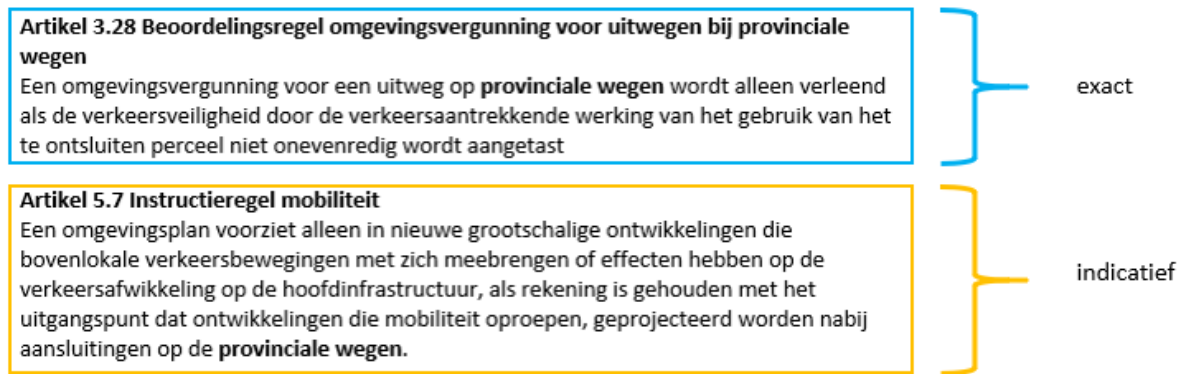 Artikel 3.28 Beoordelingsregel omgevingsvergunning voor uitwegen bij provinciale
wegen
Een omgevingsvergunning voor een uitweg op provinciale wegen wordt alleen verleend
als de verkeersveiligheid door de verkeersaantrekkende werking van het gebruik van het
te ontsluiten perceel niet onevenredig wordt aangetast
exact
Artikel 5.7 Instructieregel mobiliteit
Een omgevingsplan voorziet alleen in nieuwe grootschalige ontwikkelingen die
bovenlokale verkeersbewegingen met zich meebrengen of effecten hebben op de
verkeersafwikkeling op de hoofdinfrastructuur, als rekening is gehouden met het
uitgangspunt dat ontwikkelingen die mobiliteit oproepen, geprojecteerd worden nabij
aansluitingen op de provinciale wegen.
indicatief